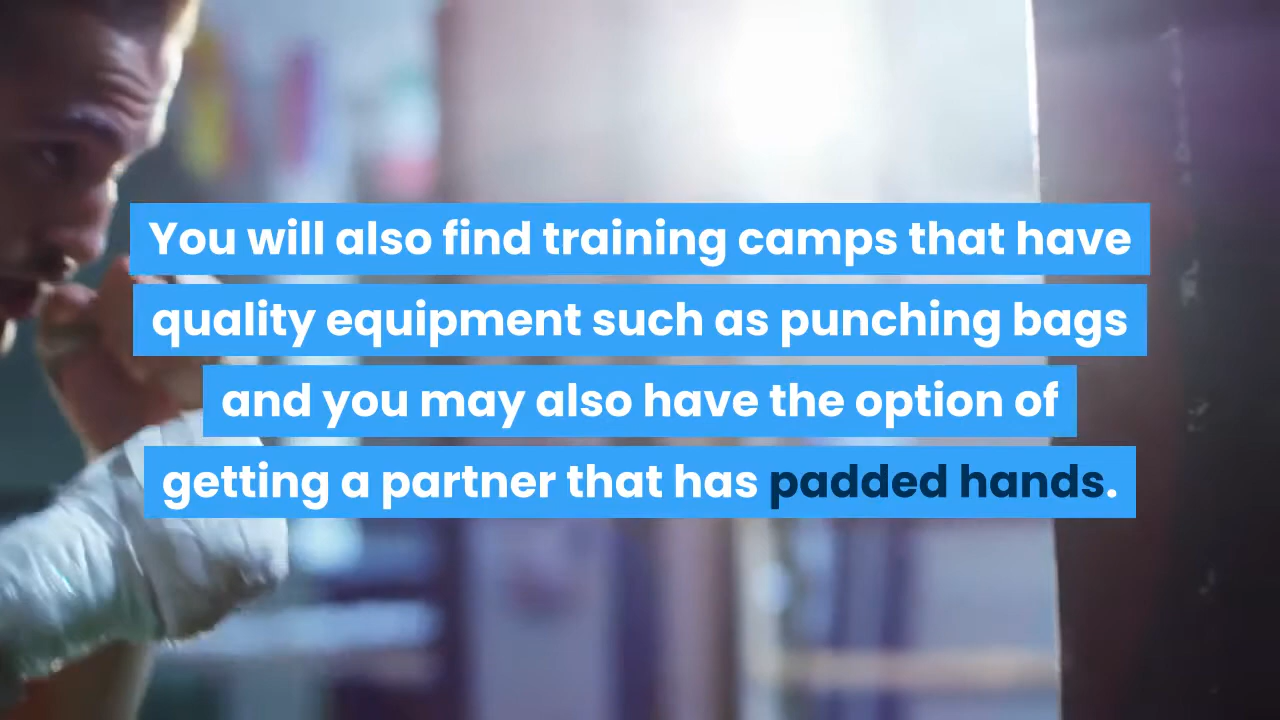 You will also find training camps that have
quality equipment such as punching bags
and you may also have the option of
getting a partner that has padded hands.